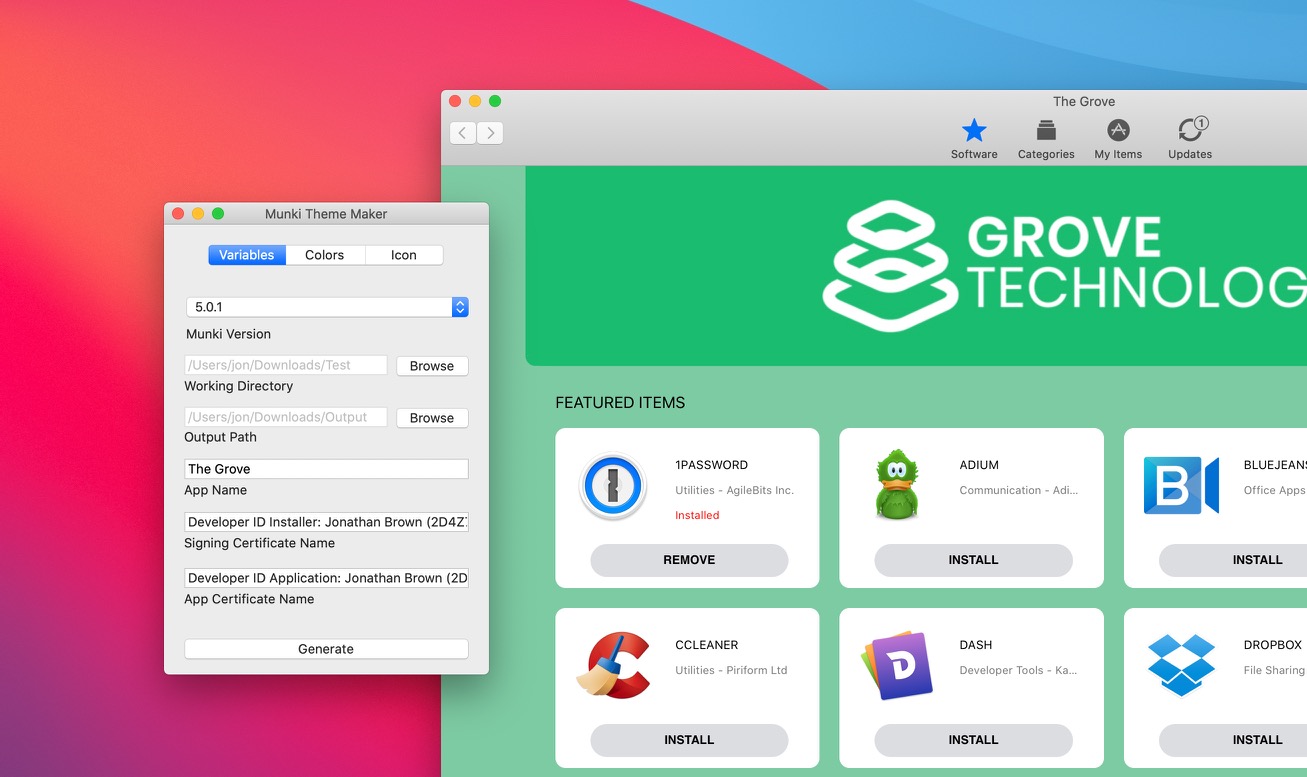 Munki Theme Maker
Variables
Colors
Icon
5.0.1
Munki Version
/Users/jon/Downloads/Test
Browse
Working Directory
/Users/jon/Downloads/Output
Browse
Output Path
The Grove
App Name
Developer ID Installer: Jonathan Brown (2D4Z
Signing Certificate Name
Developer ID Application: Jonathan Brown (2D
App Certificate Name
Generate
The Grove
Software
Categories
My Items
1
Updates
GROVE
TECHNOLOG
FEATURED ITEMS
1PASSWORD
Utilities - AgileBits Inc.
Installed
REMOVE
ADIUM
Communication - Adi...
INSTALL
B
BLUEJEANS
Office Apps
INSTALL
CCLEANER
Utilities - Piriform Ltd
INSTALL
D
DASH
Developer Tools - Ka...
INSTALL
DROPBOX
File Sharing
INSTALL